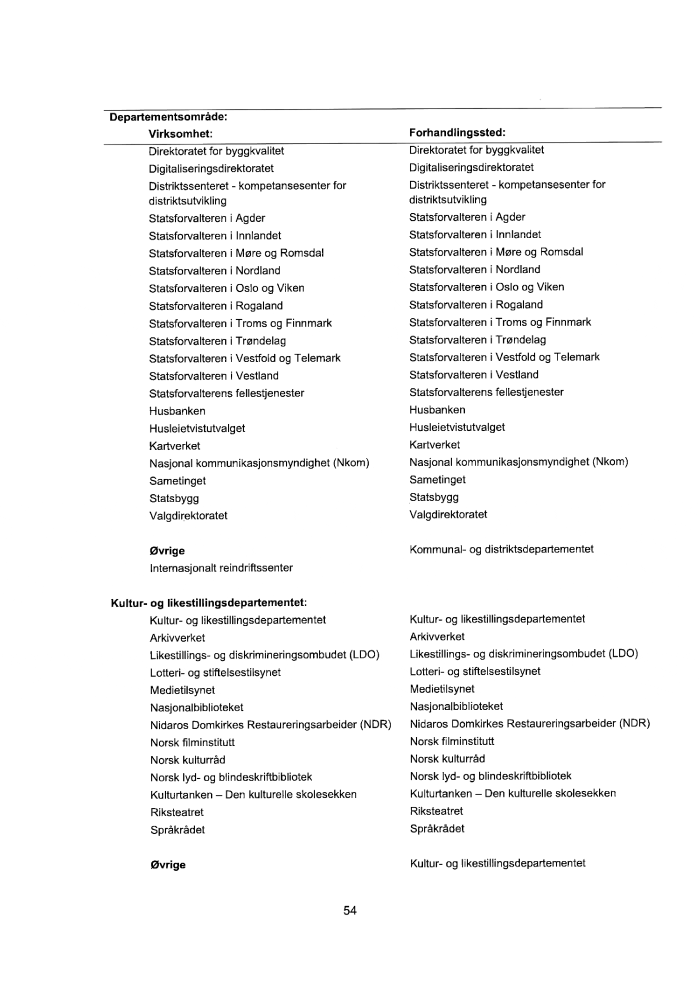 Departementsområde:
Virksomhet: Forhandlingssted:
Direktoratet for byggkvalitet Direktoratet for byggkvalitet
Digitaliseringsdirektoratet Digitaliseringsdirektoratet
Distriktssenteret - kompetansesenter for Distriktssenteret - kompetansesenter for
distriktsutvikling distriktsutvikling
Statsforvalteren i Agder Statsforvalteren i Agder
Statsforvalteren i Innlandet Statsforvalteren i Innlandet
Statsforvalteren i Møre og Romsdal Statsforvalteren i Møre og Romsdal
Statsforvalteren i Nordland Statsforvalteren i Nordland
Statsforvalteren i Oslo og Viken Statsforvalteren i Oslo og Viken
Statsforvalteren i Rogaland Statsforvalteren i Rogaland
Statsforvalteren i Troms og Finnmark Statsforvalteren i Troms og Finnmark
Statsforvalteren i Trøndelag Statsforvalteren i Trøndelag
Statsforvalteren i Vestfold og Telemark Statsforvalteren i Vestfold og Telemark
Statsforvalteren i Vestland Statsforvalteren i Vestland
Statsforvalterens fellestjenester Statsforvalterens fellestjenester
Husbanken Husbanken
Husleietvistutvalget Husleietvistutvalget
Kartverket Kartverket
Nasjonal kommunikasjonsmyndighet (Nkom) Nasjonal kommunikasjonsmyndighet (Nkom)
Sametinget Sametinget
Statsbygg Statsbygg
Valgdirektoratet Valgdirektoratet
Øvrige Kommunal- og distriktsdepartementet
Internasjonalt reindriftssenter
Kultur- og likestillingsdepartementet:
Kultur- og likestillingsdepartementet Kultur- og likestillingsdepartementet
Arkivverket Arkivverket
Likestillings- og diskrimineringsombudet (LDO) Likestillings- og diskrimineringsombudet (LDO)
Lotteri- og stiftelsestilsynet Lotteri- og stiftelsestilsynet
Medietilsynet Medietilsynet
Nasjonalbiblioteket Nasjonalbiblioteket
Nidaros Domkirkes Restaureringsarbeider (NDR) Nidaros Domkirkes Restaureringsarbeider (NDR)
Norsk filminstitutt Norsk filminstitutt
Norsk kulturråd Norsk kulturråd
Norsk lyd- og blindeskriftbibliotek Norsk lyd- og blindeskriftbibliotek
Kulturtanken – Den kulturelle skolesekken Kulturtanken – Den kulturelle skolesekken
Riksteatret Riksteatret
Språkrådet Språkrådet
Øvrige Kultur- og likestillingsdepartementet
54